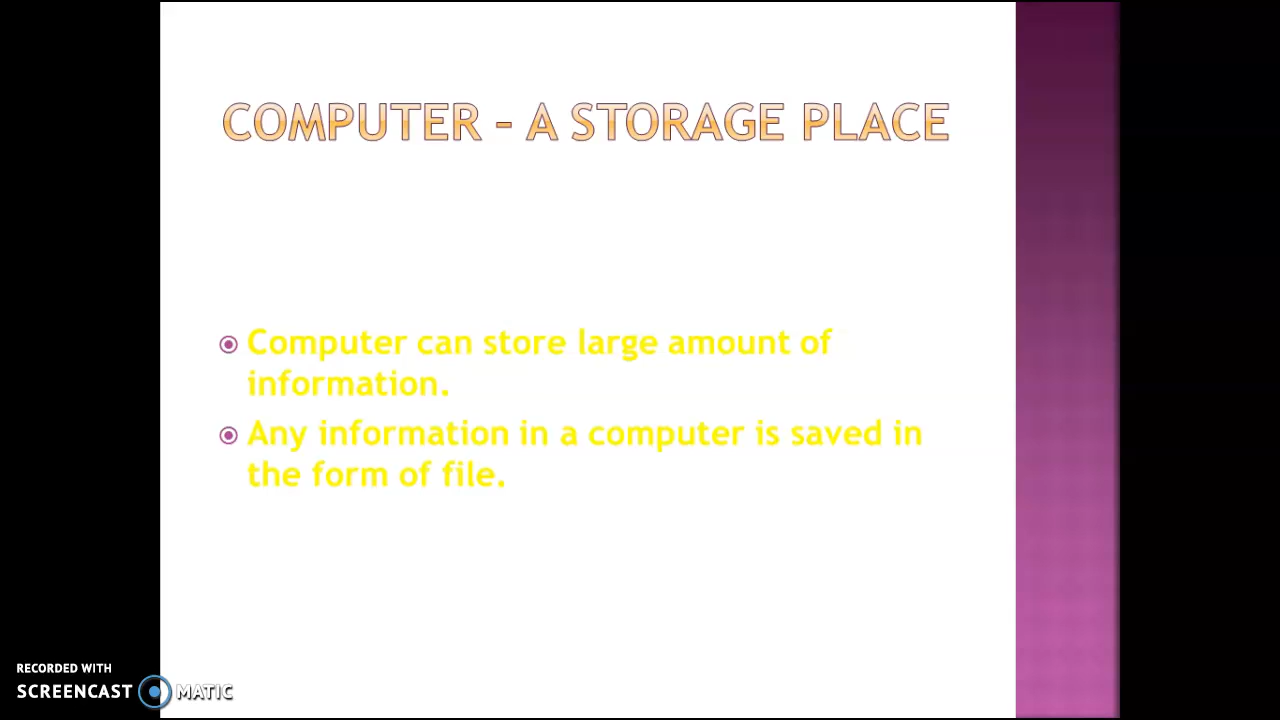 COMPUTER – A STORAGE PLACE
Computer can store large amount of
information.
Any information in a computer is saved in
the form of file.
RECORDED WITH
SCREENCAST MATIC